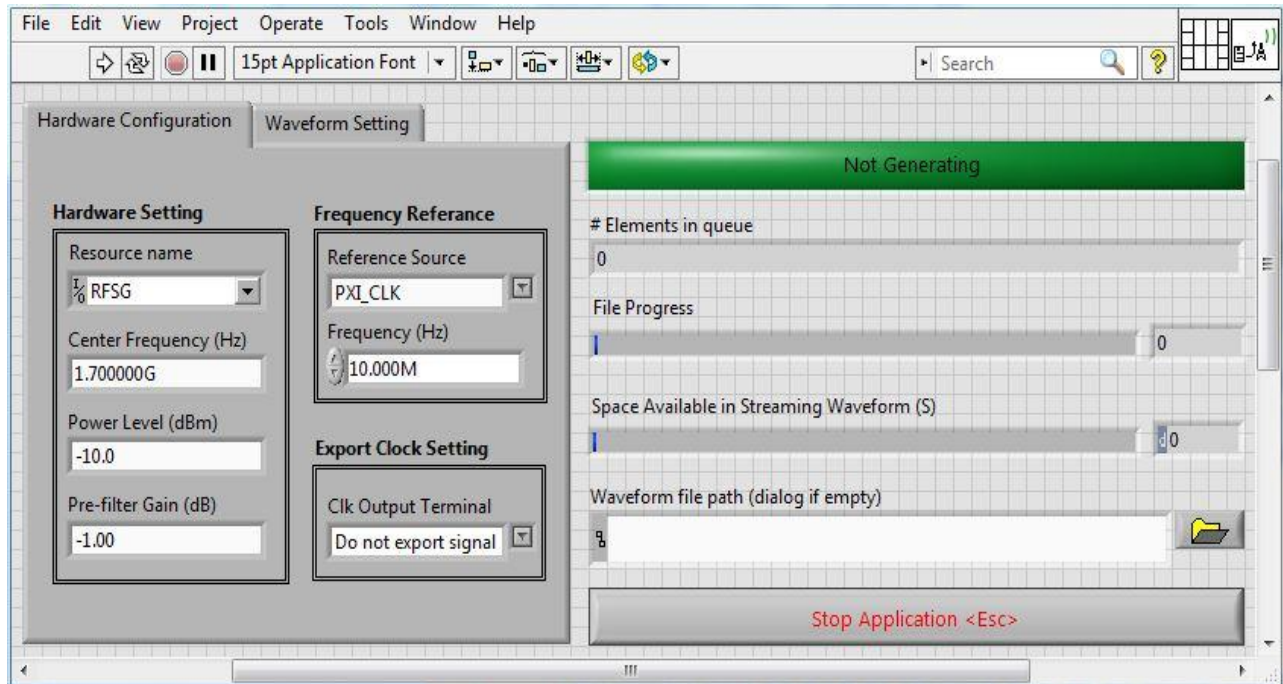 File Edit View Project Operate Tools Window Help
15pt Application Font
Search
Hardware Configuration
Waveform Setting
Hardware Setting
Resource name
RFSG
Center Frequency (Hz)
1.700000G
Power Level (dBm)
-10.0
Pre-filter Gain (dB)
-1.00
Frequency Referance
Reference Source
PXI_CLK
Frequency (Hz)
10.000M
Export Clock Setting
Clk Output Terminal
Do not export signal
Not Generating
# Elements in queue
0
File Progress
0
Space Available in Streaming Waveform (S)
d 0
Waveform file path (dialog if empty)
Stop Application <Esc>